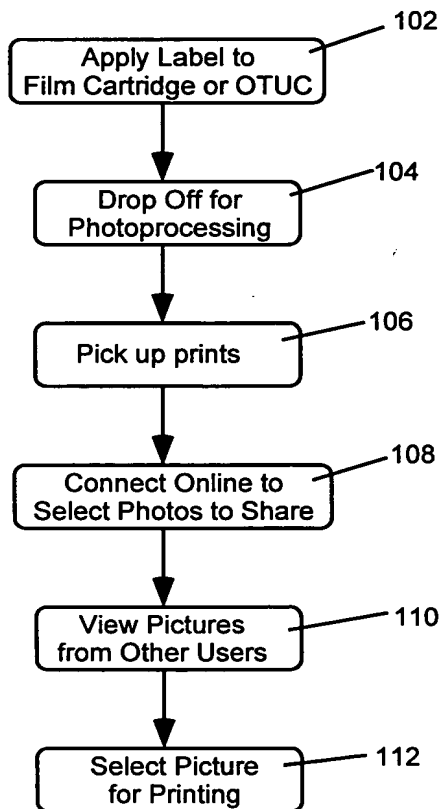 102
Apply Label to
Film Cartridge or OTUC
104
Drop Off for
Photoprocessing
106
Pick up prints
108
Connect Online to
Select Photos to Share
110
View Pictures
from Other Users
112
Select Picture
for Printing